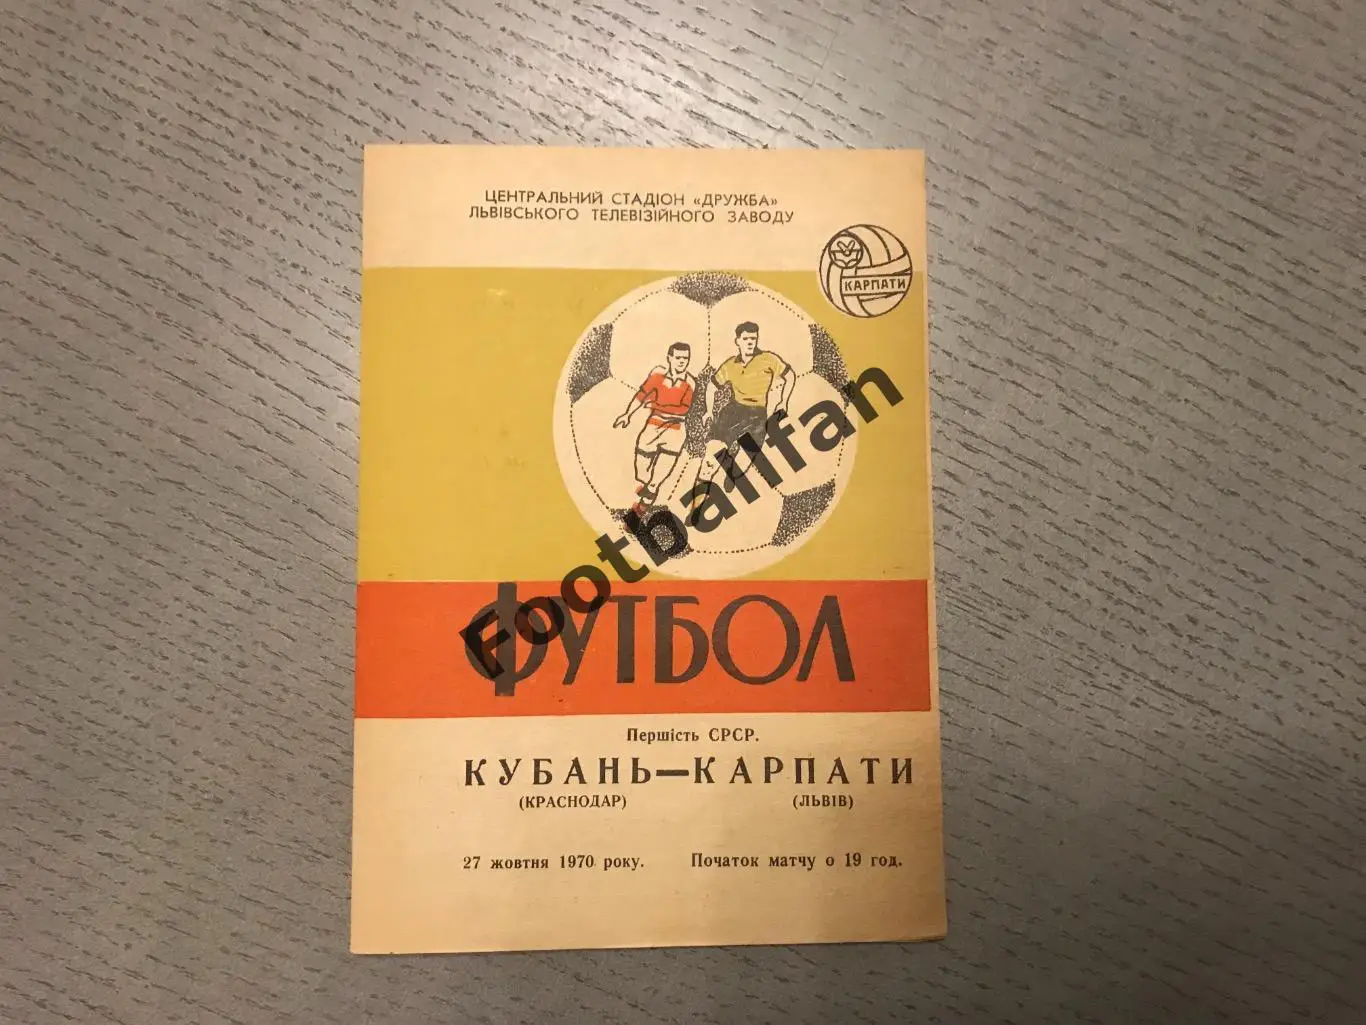 ЦЕНТРАЛЬНИЙ СТАДІОН «ДРУЖБА»
ЛЬВІВСЬКОГО ТЕЛЕВІЗІЙНОГО ЗАВОДУ
КАРПАТИ
Footballfan
ФУТБОЛ
Першість СРСР.
КУБАНЬ—КАРПАТИ
(КРАСНОДАР) (ЛЬВІВ)
27 жовтня 1970 року. Початок матчу о 19 год.